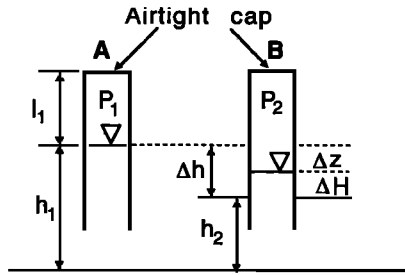 Airtight cap
A B
P₁ P₂
l₁
Δh Δz
ΔH
h₁ h₂